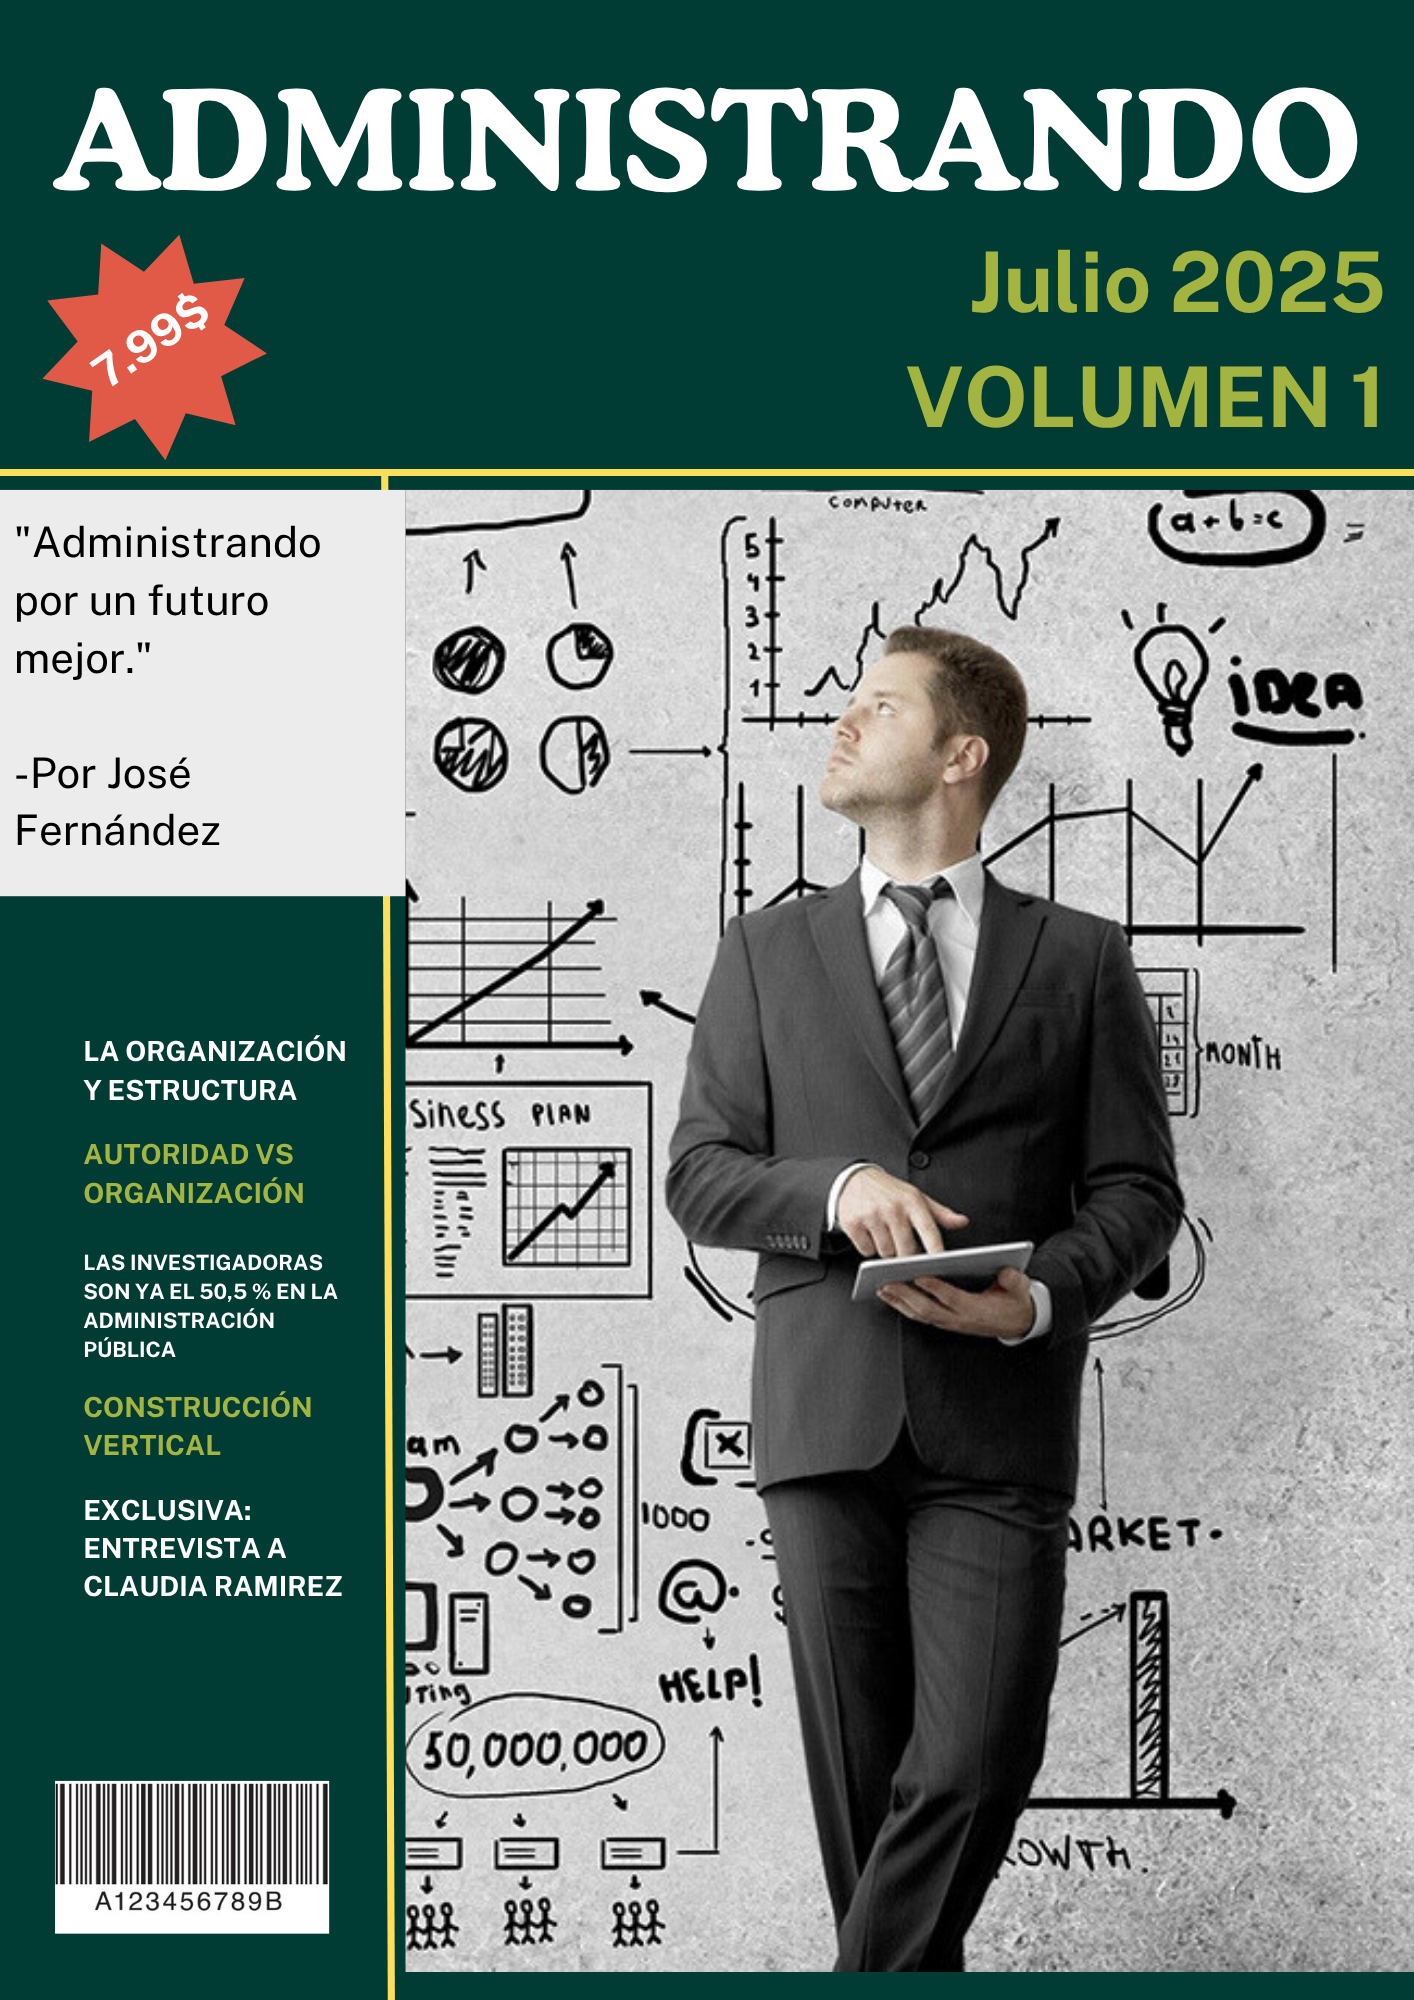 ADMINISTRANDO
7.99$
Julio 2025
VOLUMEN 1
"Administrando
por un futuro
mejor."
-Por José
Fernández
LA ORGANIZACIÓN
Y ESTRUCTURA
AUTORIDAD VS
ORGANIZACIÓN
LAS INVESTIGADORAS
SON YA EL 50,5 % EN LA
ADMINISTRACIÓN
PÚBLICA
CONSTRUCCIÓN
VERTICAL
EXCLUSIVA:
ENTREVISTA A
CLAUDIA RAMIREZ
A123456789B
computer
a+b=c
5
4
3
2
1
iDEA
MONTH
siness PlAN
am
1000
ARKET
@
HELP!
uting
50,000,000
OWTH.